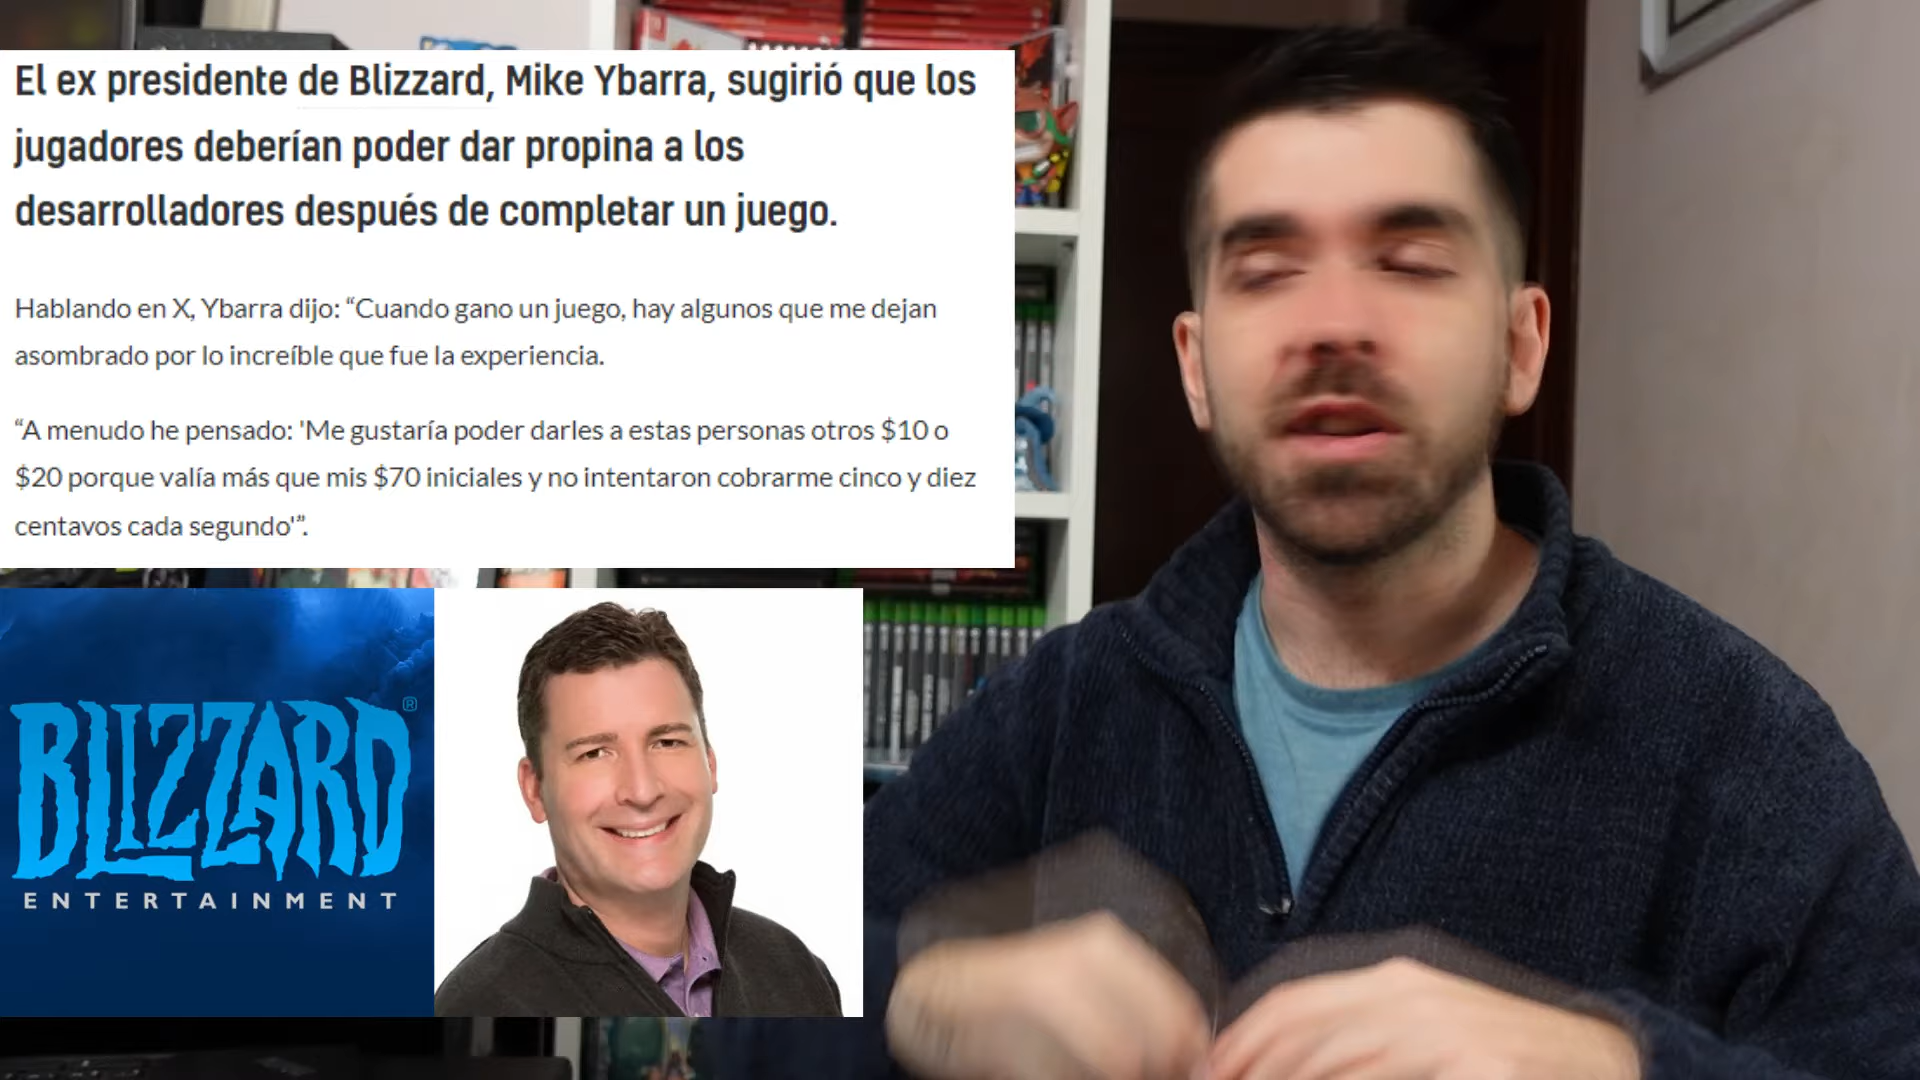 El ex presidente de Blizzard, Mike Ybarra, sugirió que los
jugadores deberían poder dar propina a los
desarrolladores después de completar un juego.
Hablando en X, Ybarra dijo: “Cuando gano un juego, hay algunos que me dejan
asombrado por lo increíble que fue la experiencia.
“A menudo he pensado: 'Me gustaría poder darles a estas personas otros $10 o
$20 porque valía más que mis $70 iniciales y no intentaron cobrarme cinco y diez
centavos cada segundo'”.
BLIZZARD®
ENTERTAINMENT